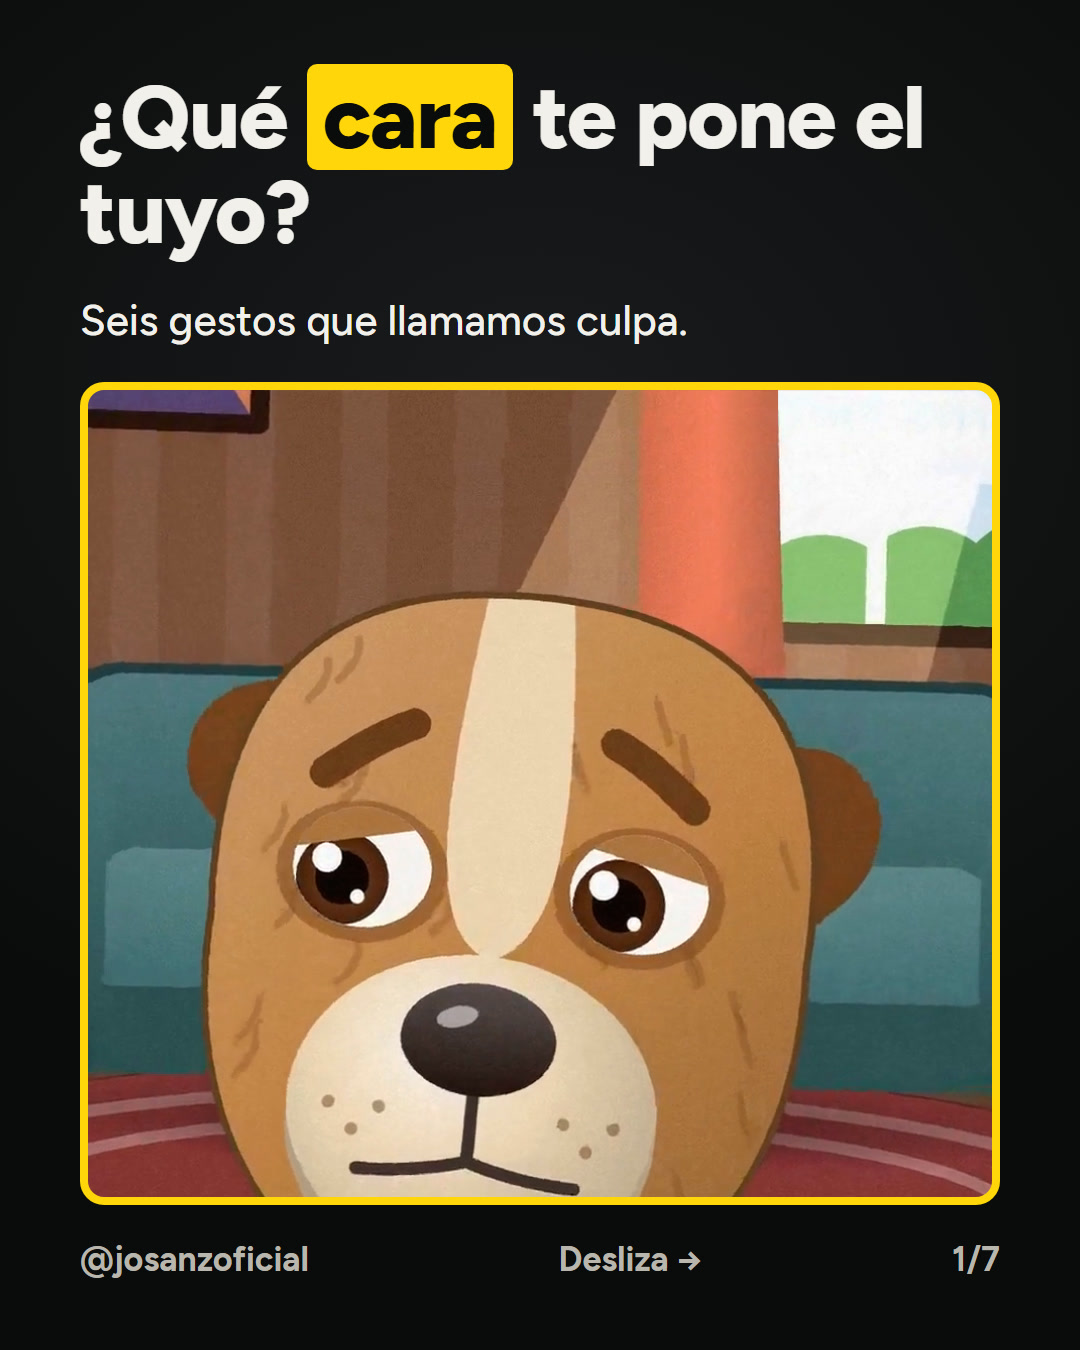 ¿Qué cara te pone el
tuyo?
Seis gestos que llamamos culpa.
@josanzoficial
Desliza →
1/7